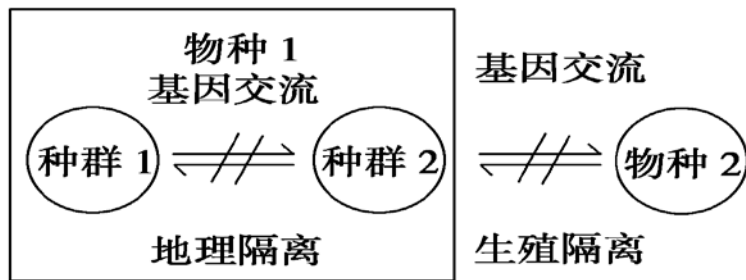 物种 1
基因交流
基因交流
种群 1
种群 2
物种 2
地理隔离
生殖隔离